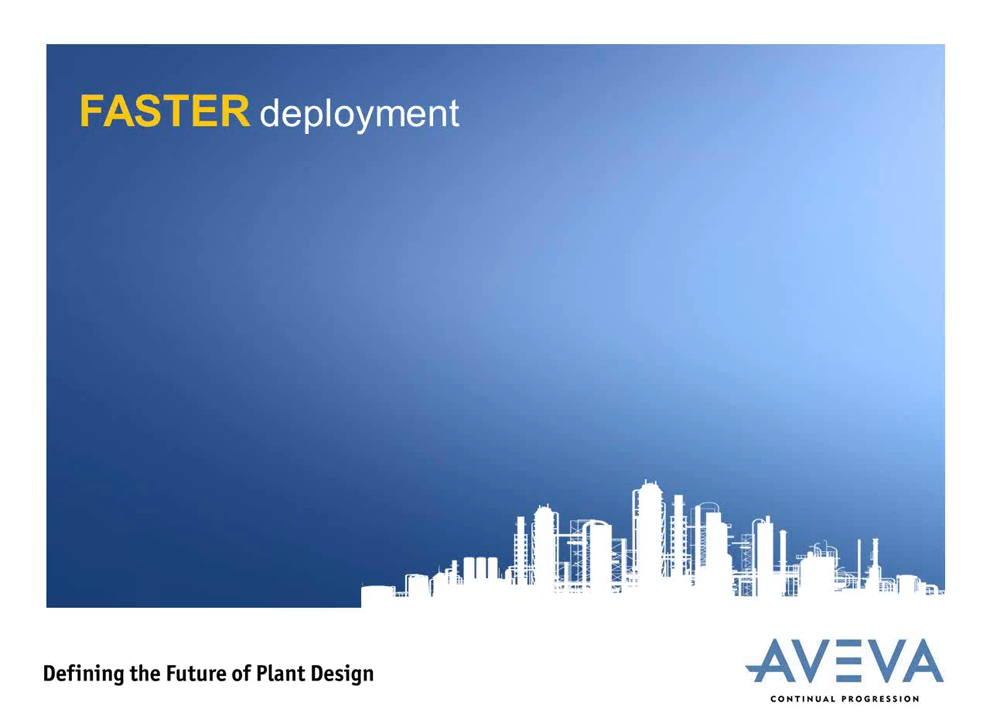 FASTER deployment
Defining the Future of Plant Design
AVEVA
CONTINUAL PROGRESSION